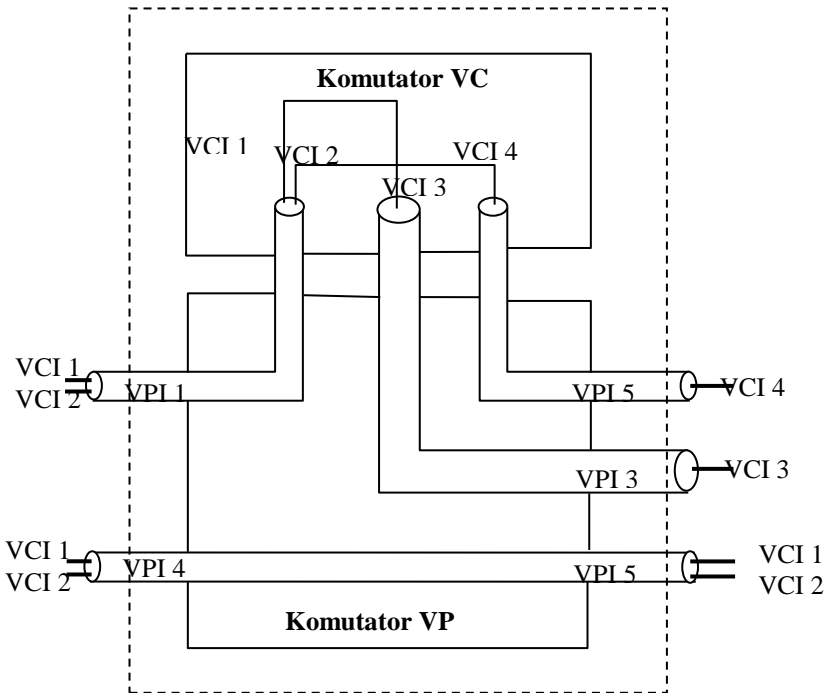 Komutator VC
VCI 1
VCI 2
VCI 4
VCI 3
VCI 1
VCI 2
VPI 1
VPI 5
VCI 4
VPI 3
VCI 3
VCI 1
VCI 2
VPI 4
VPI 5
VCI 1
VCI 2
Komutator VP